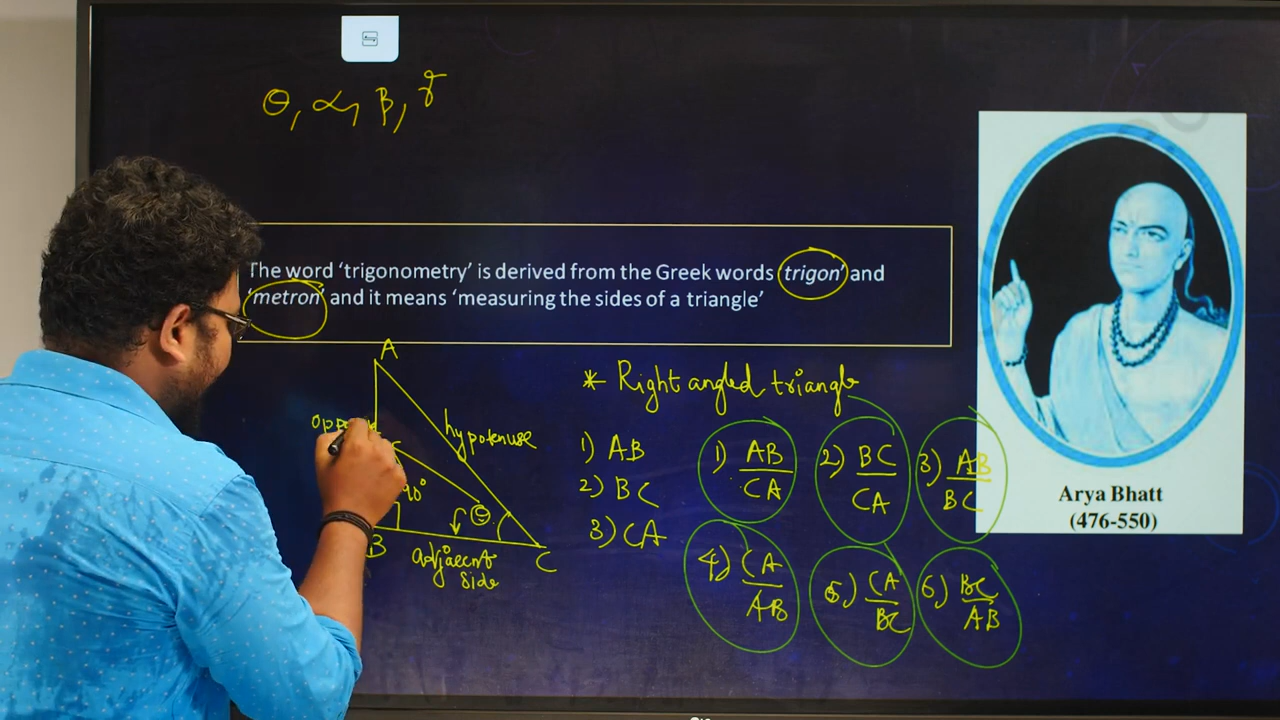 θ, α, β, γ
The word ‘trigonometry’ is derived from the Greek words ‘trigon’ and
‘metron’ and it means ‘measuring the sides of a triangle’
A
hypotenuse
90°
θ
B
adjacent
side
C
* Right angled triangle
1) AB
2) BC
3) CA
1) AB/CA
2) BC/CA
3) AB/BC
4) CA/AB
5) CA/BC
6) BC/AB
Arya Bhatt
(476-550)